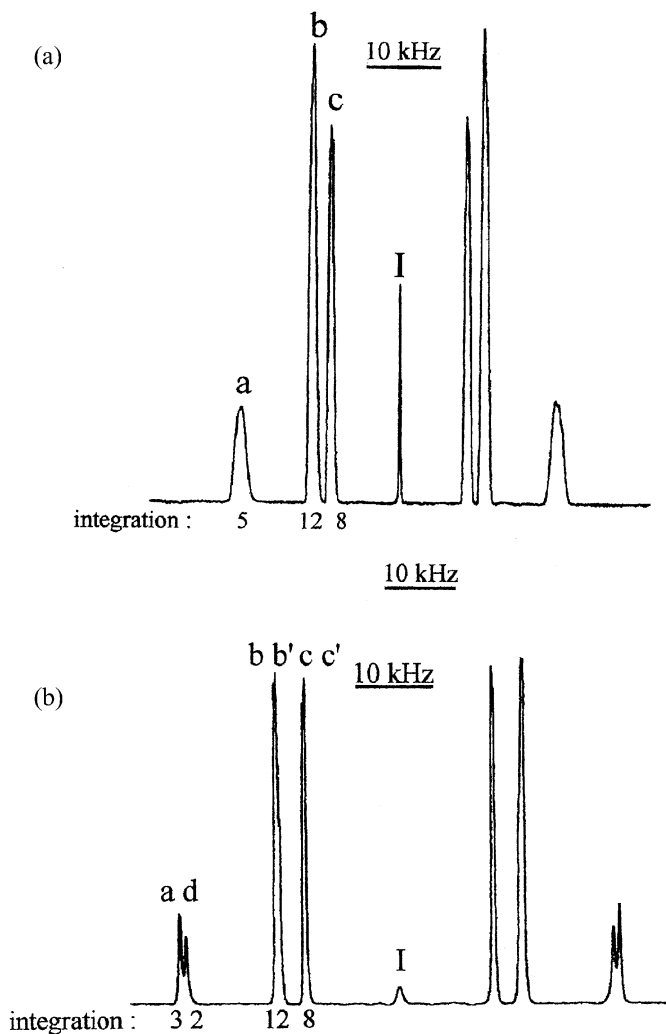 (a)
b
10 kHz
c
I
a
integration : 5 12 8
10 kHz
b b' c c'
10 kHz
(b)
a d
I
integration : 3 2 12 8